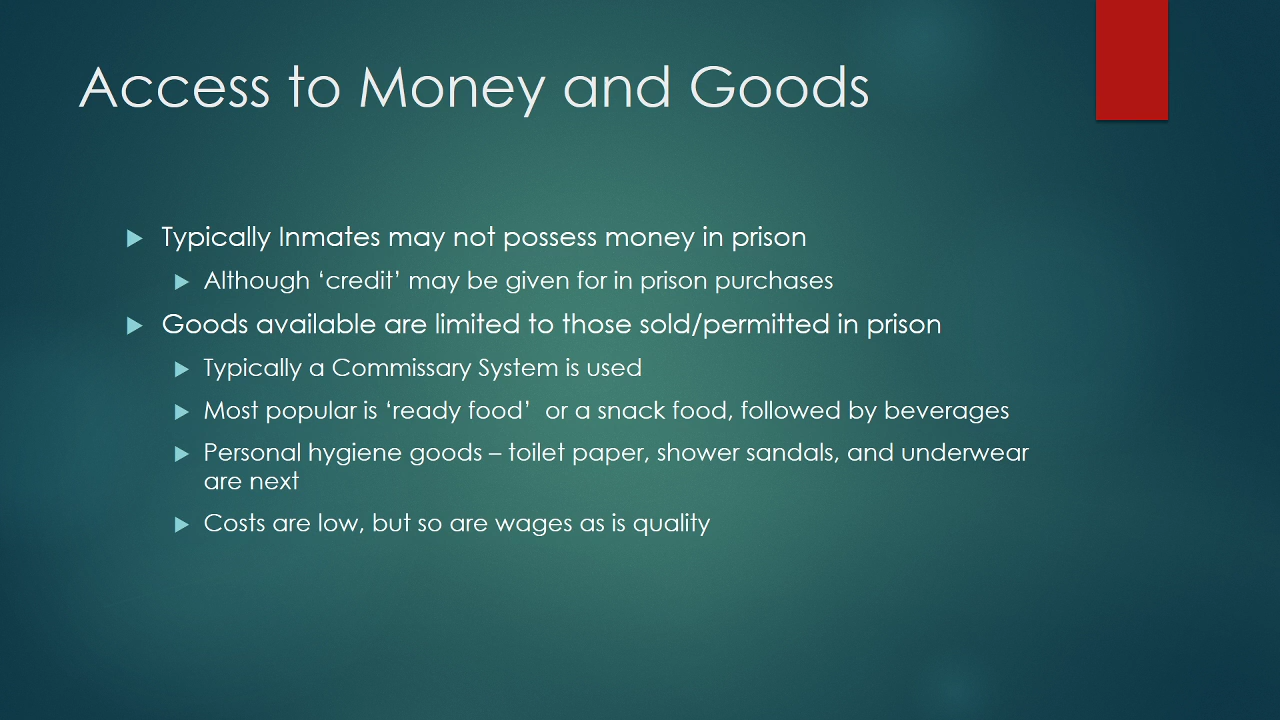 Access to Money and Goods
Typically Inmates may not possess money in prison
Although ‘credit’ may be given for in prison purchases
Goods available are limited to those sold/permitted in prison
Typically a Commissary System is used
Most popular is ‘ready food’  or a snack food, followed by beverages
Personal hygiene goods – toilet paper, shower sandals, and underwear
are next
Costs are low, but so are wages as is quality